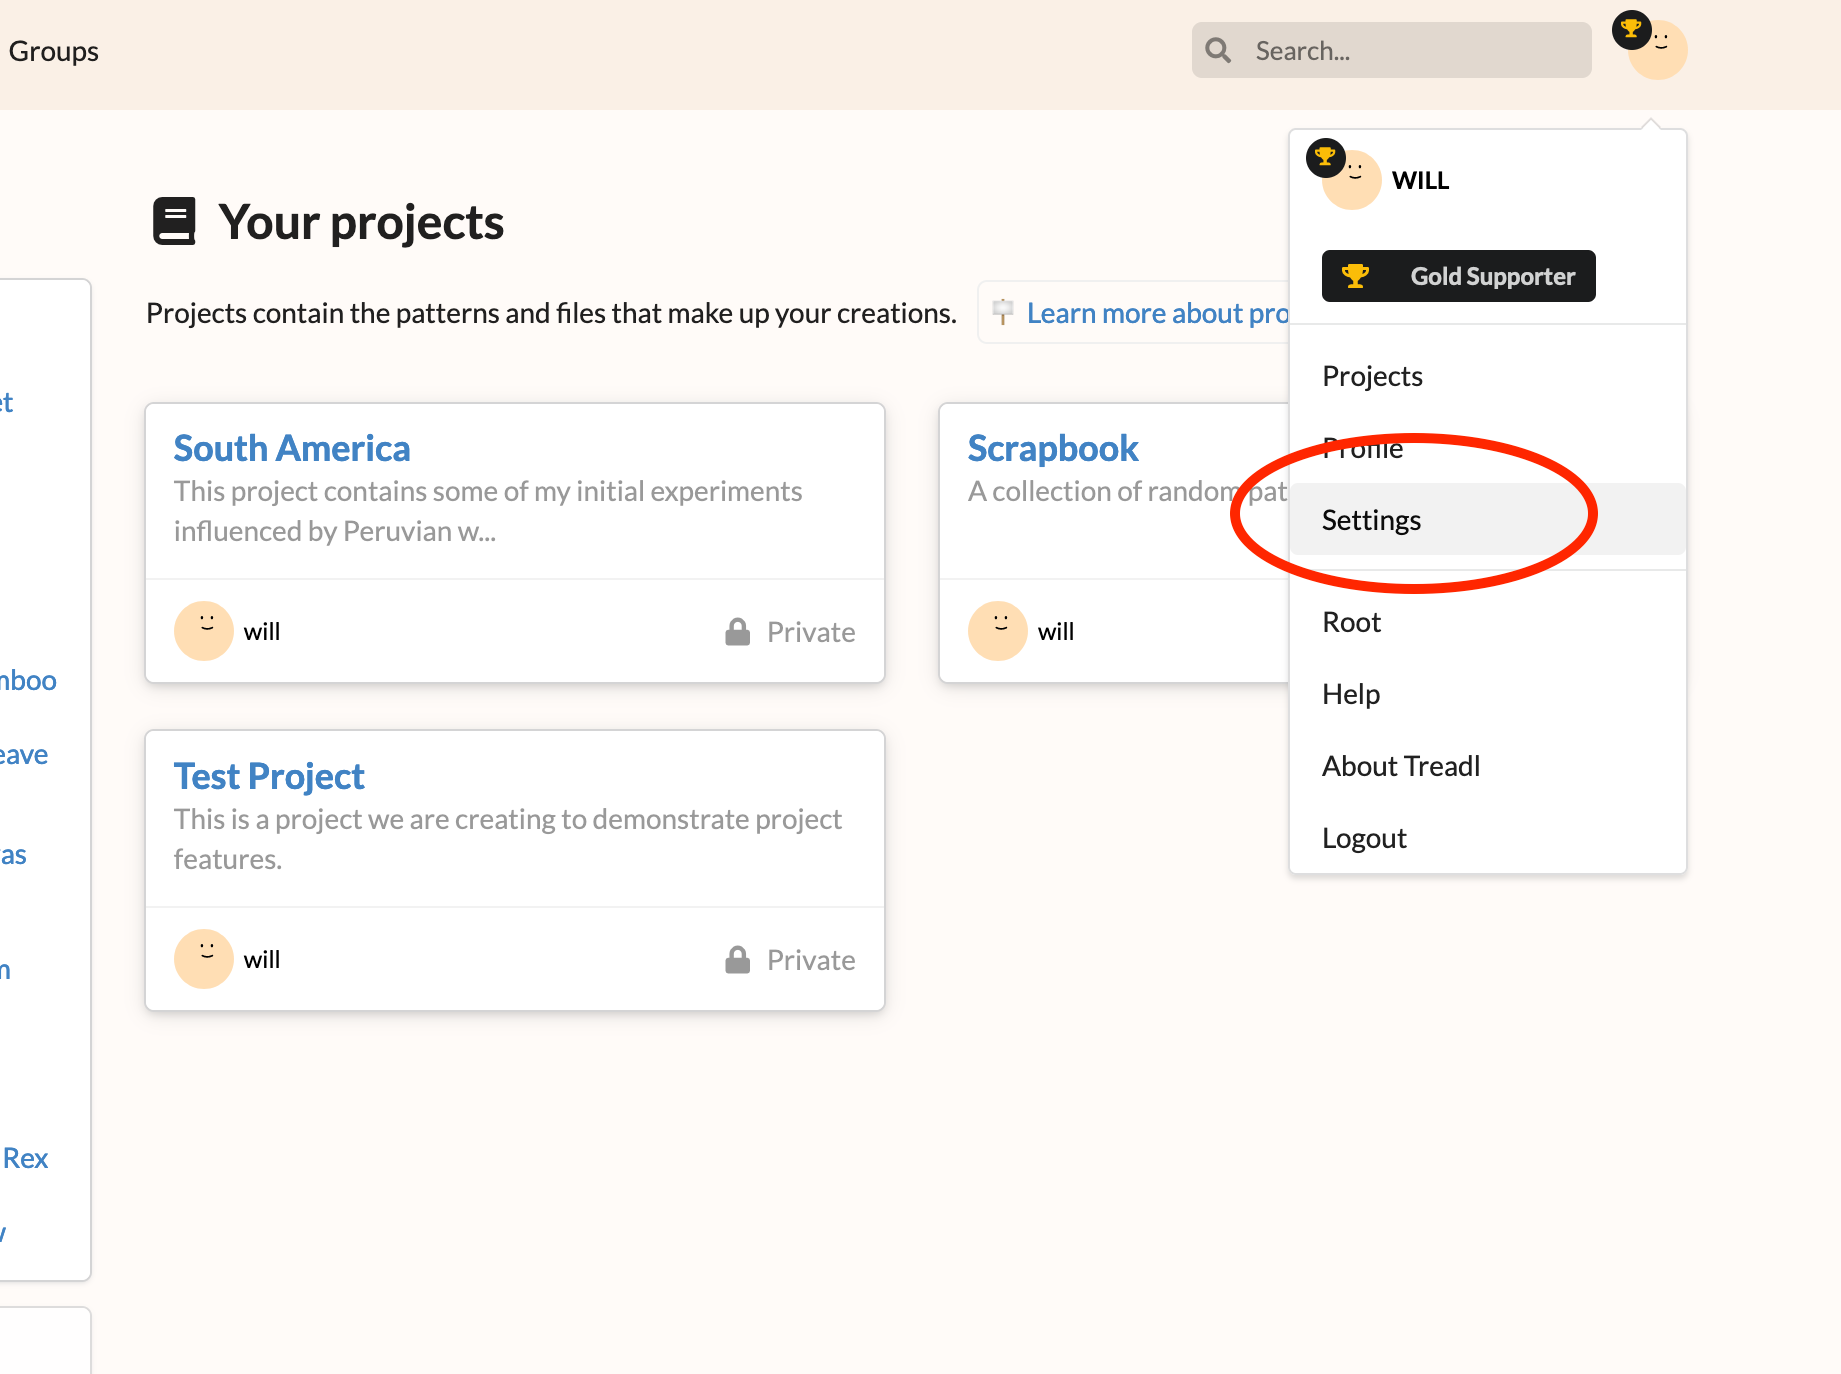 Groups
Search...
WILL
Gold Supporter
Your projects
Projects contain the patterns and files that make up your creations.
Learn more about pro
Projects
Profile
Settings
Root
Help
About Treadl
Logout
South America
This project contains some of my initial experiments
influenced by Peruvian w...
will
Private
Scrapbook
A collection of random pat
will
Test Project
This is a project we are creating to demonstrate project
features.
will
Private
et
mboo
eave
as
Rex